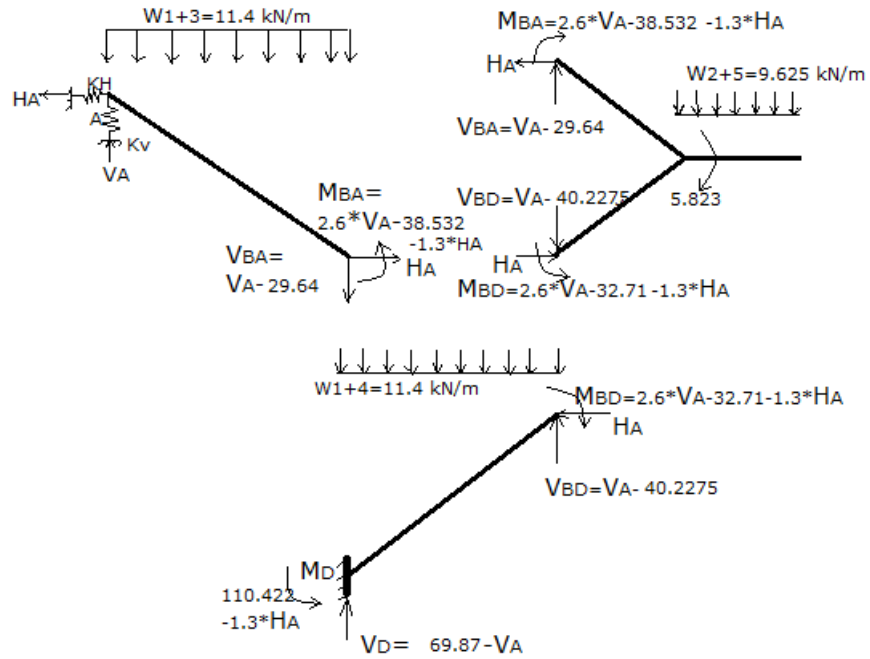 W1+3=11.4 kN/m
KH
HA
A
Kv
VA
MBA=
2.6*VA-38.532
-1.3*HA
VBA=
VA-29.64
HA
MBA=2.6*VA-38.532 -1.3*HA
HA
W2+5=9.625 kN/m
VBA=VA-29.64
VBD=VA-40.2275
5.823
HA
MBD=2.6*VA-32.71 -1.3*HA
W1+4=11.4 kN/m
MBD=2.6*VA-32.71-1.3*HA
HA
VBD=VA-40.2275
MD
110.422
-1.3*HA
VD= 69.87-VA